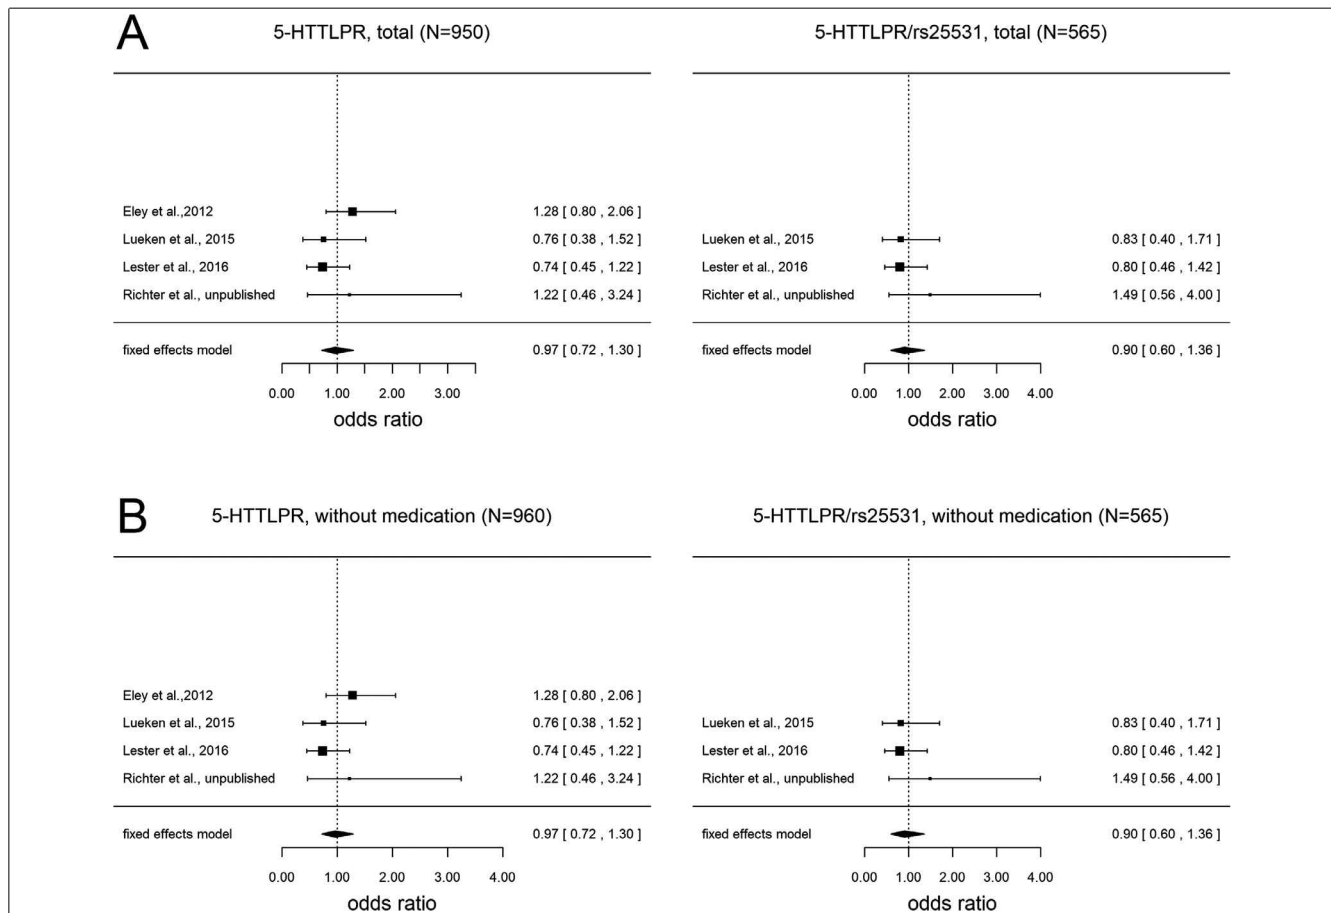 A
5-HTTLPR, total (N=950)
Eley et al.,2012 1.28 [ 0.80 , 2.06 ]
Lueken et al., 2015 0.76 [ 0.38 , 1.52 ]
Lester et al., 2016 0.74 [ 0.45 , 1.22 ]
Richter et al., unpublished 1.22 [ 0.46 , 3.24 ]
fixed effects model 0.97 [ 0.72 , 1.30 ]
0.00 1.00 2.00 3.00
odds ratio
5-HTTLPR/rs25531, total (N=565)
Lueken et al., 2015 0.83 [ 0.40 , 1.71 ]
Lester et al., 2016 0.80 [ 0.46 , 1.42 ]
Richter et al., unpublished 1.49 [ 0.56 , 4.00 ]
fixed effects model 0.90 [ 0.60 , 1.36 ]
0.00 1.00 2.00 3.00 4.00
odds ratio
B
5-HTTLPR, without medication (N=960)
Eley et al.,2012 1.28 [ 0.80 , 2.06 ]
Lueken et al., 2015 0.76 [ 0.38 , 1.52 ]
Lester et al., 2016 0.74 [ 0.45 , 1.22 ]
Richter et al., unpublished 1.22 [ 0.46 , 3.24 ]
fixed effects model 0.97 [ 0.72 , 1.30 ]
0.00 1.00 2.00 3.00 4.00
odds ratio
5-HTTLPR/rs25531, without medication (N=565)
Lueken et al., 2015 0.83 [ 0.40 , 1.71 ]
Lester et al., 2016 0.80 [ 0.46 , 1.42 ]
Richter et al., unpublished 1.49 [ 0.56 , 4.00 ]
fixed effects model 0.90 [ 0.60 , 1.36 ]
0.00 1.00 2.00 3.00 4.00
odds ratio